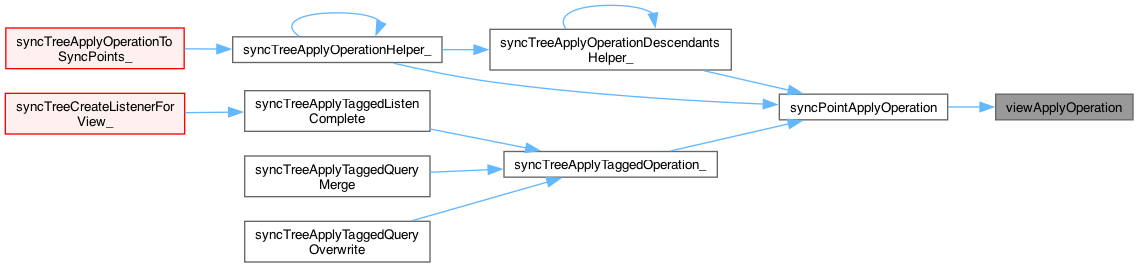 syncTreeApplyOperationTo
SyncPoints_
syncTreeApplyOperationHelper_
syncTreeApplyOperationDescendants
Helper_
syncTreeCreateListenerFor
View_
syncTreeApplyTaggedListen
Complete
syncPointApplyOperation
viewApplyOperation
syncTreeApplyTaggedQuery
Merge
syncTreeApplyTaggedOperation_
syncTreeApplyTaggedQuery
Overwrite